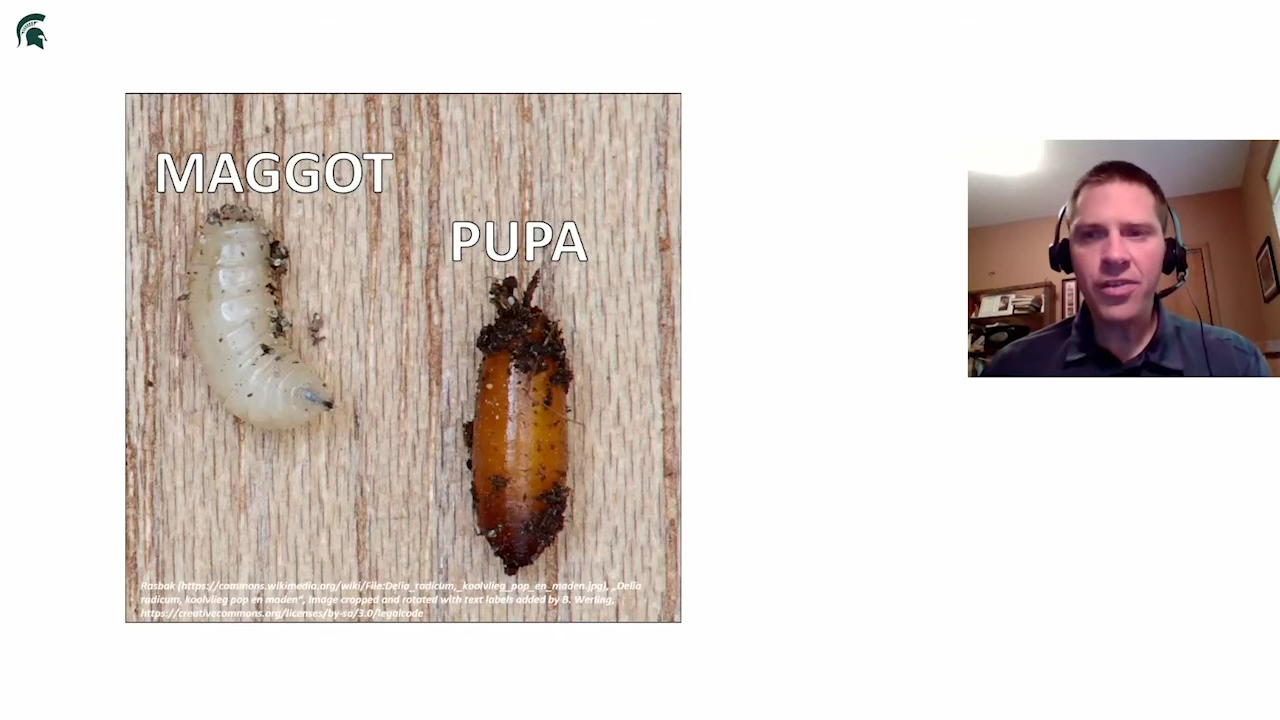 MAGGOT
PUPA
Rasbak (https://commons.wikimedia.org/wiki/File:Delia_radicum,_koolvlieg_pop_en_maden.jpg), „Delia
radicum, koolvlieg pop en maden“, Image cropped and rotated with text labels added by B. Werling,
https://creativecommons.org/licenses/by-sa/3.0/legalcode